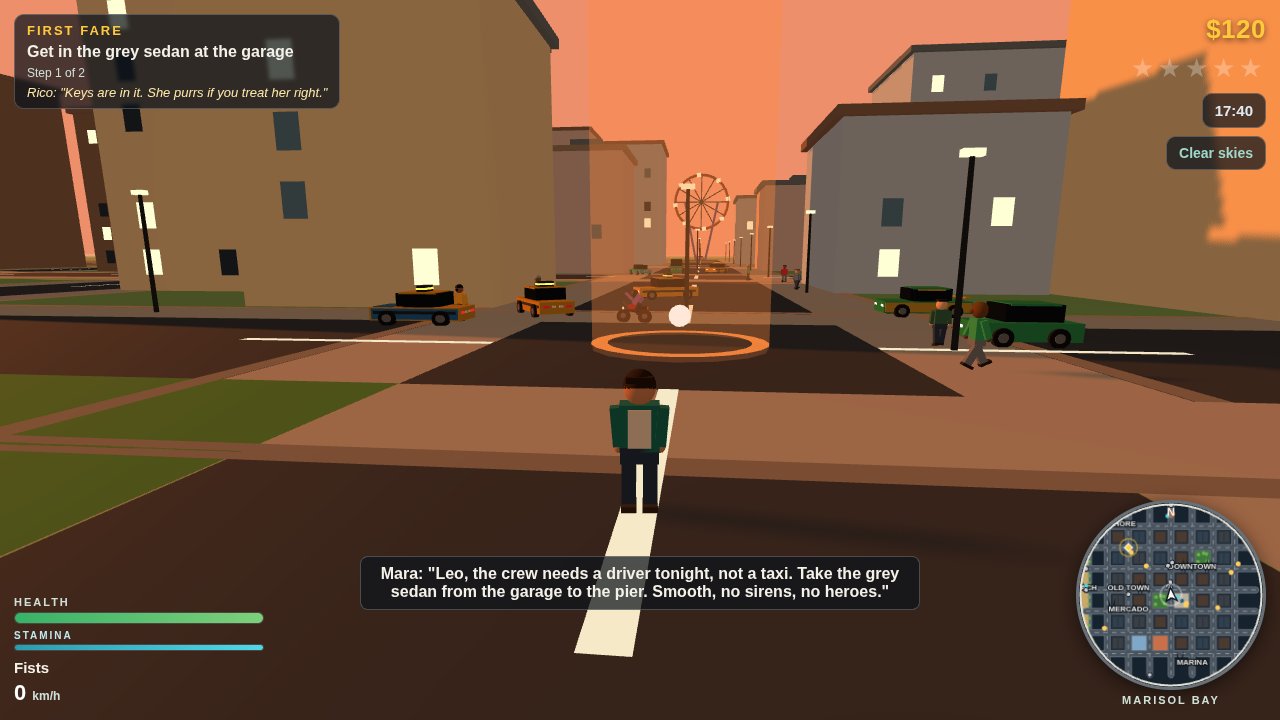 FIRST FARE
Get in the grey sedan at the garage
Step 1 of 2
Rico: "Keys are in it. She purrs if you treat her right."
$120
17:40
Clear skies
Mara: "Leo, the crew needs a driver tonight, not a taxi. Take the grey
sedan from the garage to the pier. Smooth, no sirens, no heroes."
HEALTH
STAMINA
Fists
0 km/h
N
OWNTOWN
OLD TOWN
MERCADO
MARINA
MARISOL BAY